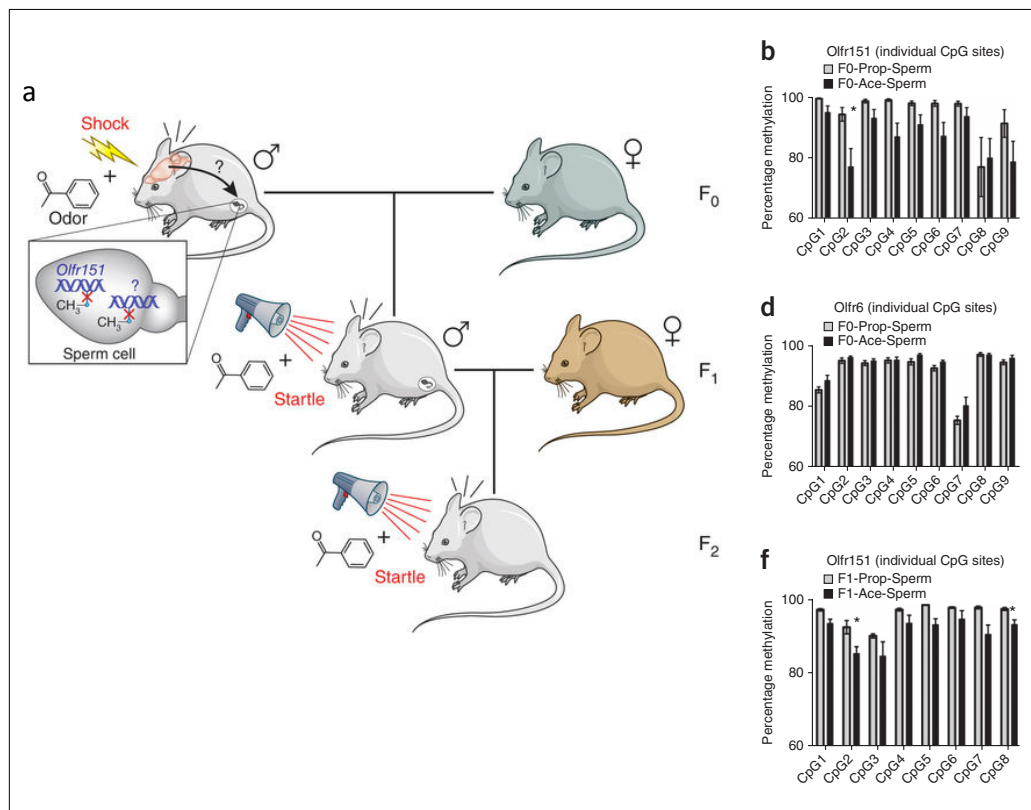 a
Shock
+
Odor
?
♂
♀
F0
Olfr151
?
CH3
CH3
Sperm cell
+
Startle
♂
♀
F1
+
Startle
F2
b
Olfr151 (individual CpG sites)
F0-Prop-Sperm
F0-Ace-Sperm
Percentage methylation
100
80
60
*
CpG1
CpG2
CpG3
CpG4
CpG5
CpG6
CpG7
CpG8
CpG9
d
Olfr6 (individual CpG sites)
F0-Prop-Sperm
F0-Ace-Sperm
Percentage methylation
100
80
60
CpG1
CpG2
CpG3
CpG4
CpG5
CpG6
CpG7
CpG8
CpG9
f
Olfr151 (individual CpG sites)
F1-Prop-Sperm
F1-Ace-Sperm
Percentage methylation
100
80
60
*
*
CpG1
CpG2
CpG3
CpG4
CpG5
CpG6
CpG7
CpG8